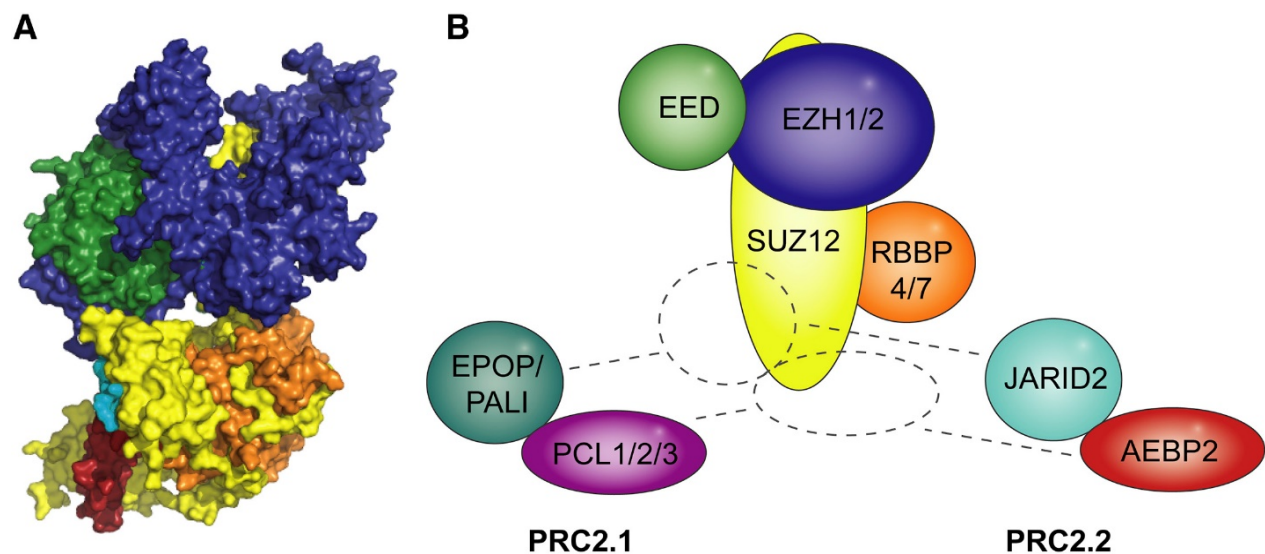 A
B
EED
EZH1/2
SUZ12
RBBP
4/7
EPOP/
PALI
JARID2
PCL1/2/3
AEBP2
PRC2.1
PRC2.2